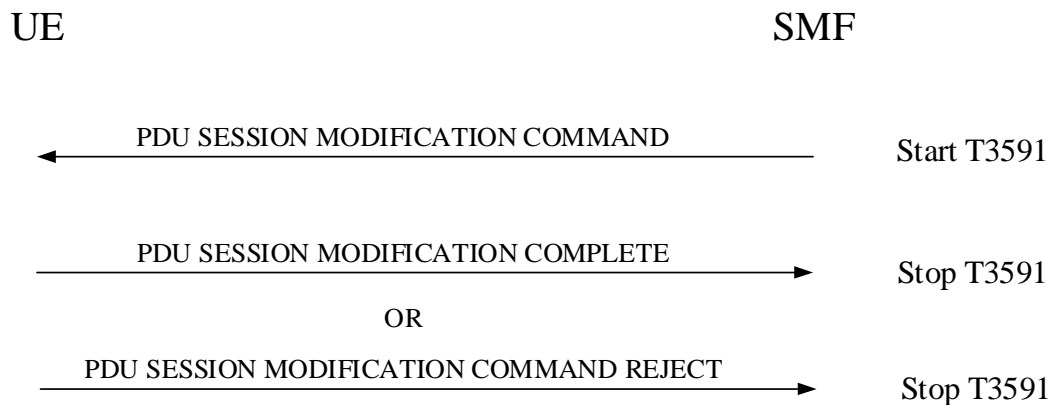 UE SMF
PDU SESSION MODIFICATION COMMAND Start T3591
PDU SESSION MODIFICATION COMPLETE Stop T3591
OR
PDU SESSION MODIFICATION COMMAND REJECT Stop T3591